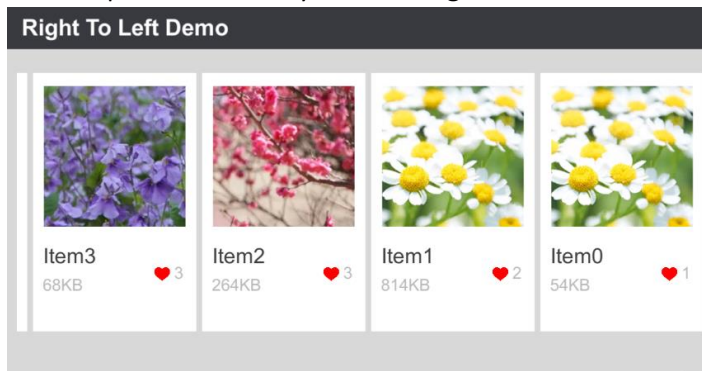 Right To Left Demo
Item3
68KB
3
Item2
264KB
3
Item1
814KB
2
Item0
54KB
1